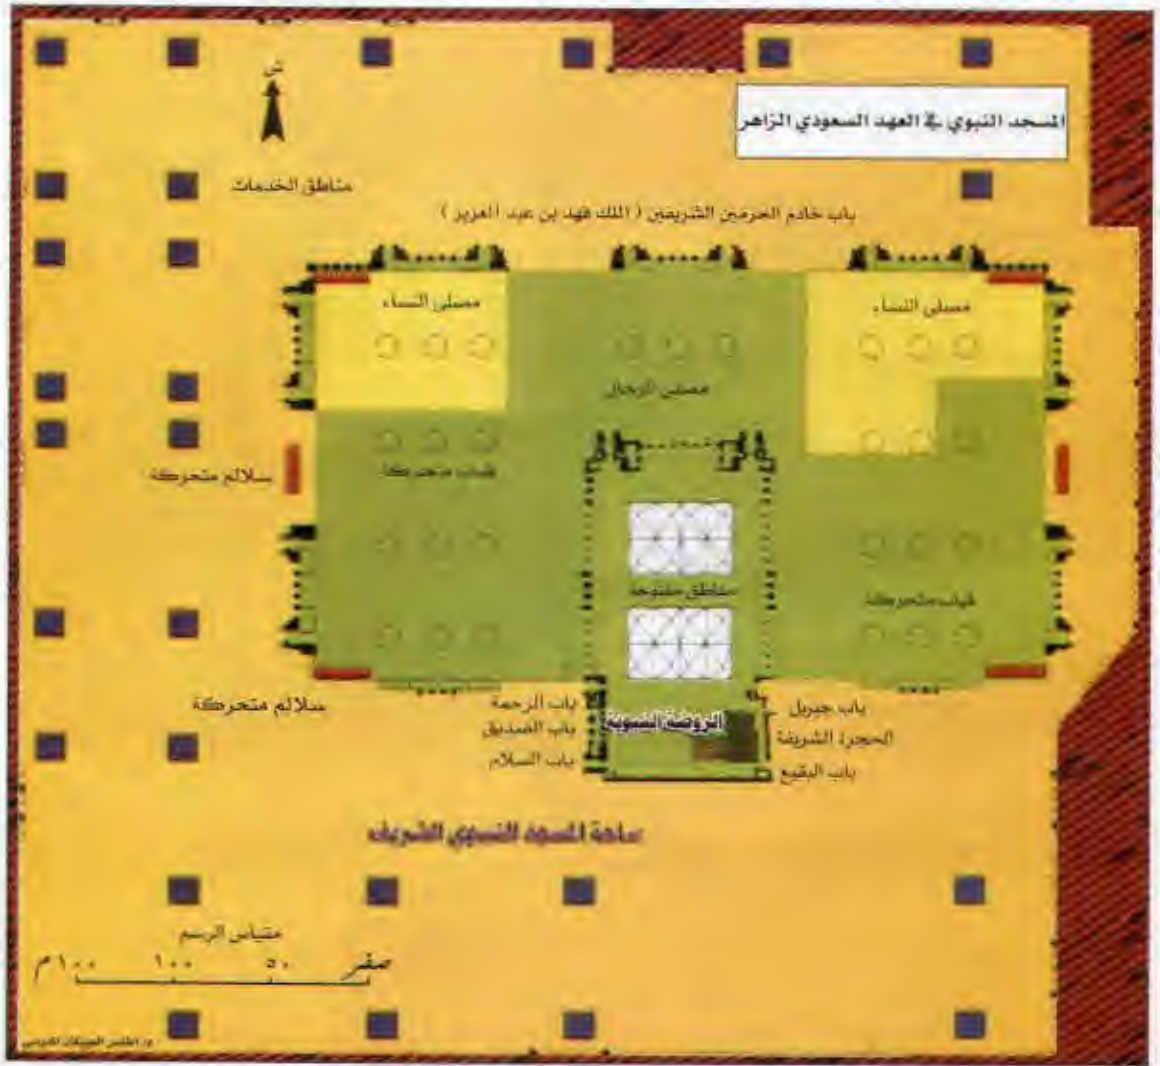 ش
المسجد النبوي في العهد السعودي الزاهر
مناطق الخدمات
باب خادم الحرمين الشريفين ( الملك فهد بن عبد العزيز )
مصلى النساء
مصلى النساء
مصلى الرجال
قباب متحركة
سلالم متحركة
مناطق مفتوحة
قباب متحركة
سلالم متحركة
باب الرحمة
باب جبريل
الروضة النبوية
باب الصديق
الحجرة الشريفة
باب السلام
باب البقيع
ساحة المسجد النبوي الشريف
مقياس الرسم
صفر ٥٠ ١٠٠ ١٠٠م